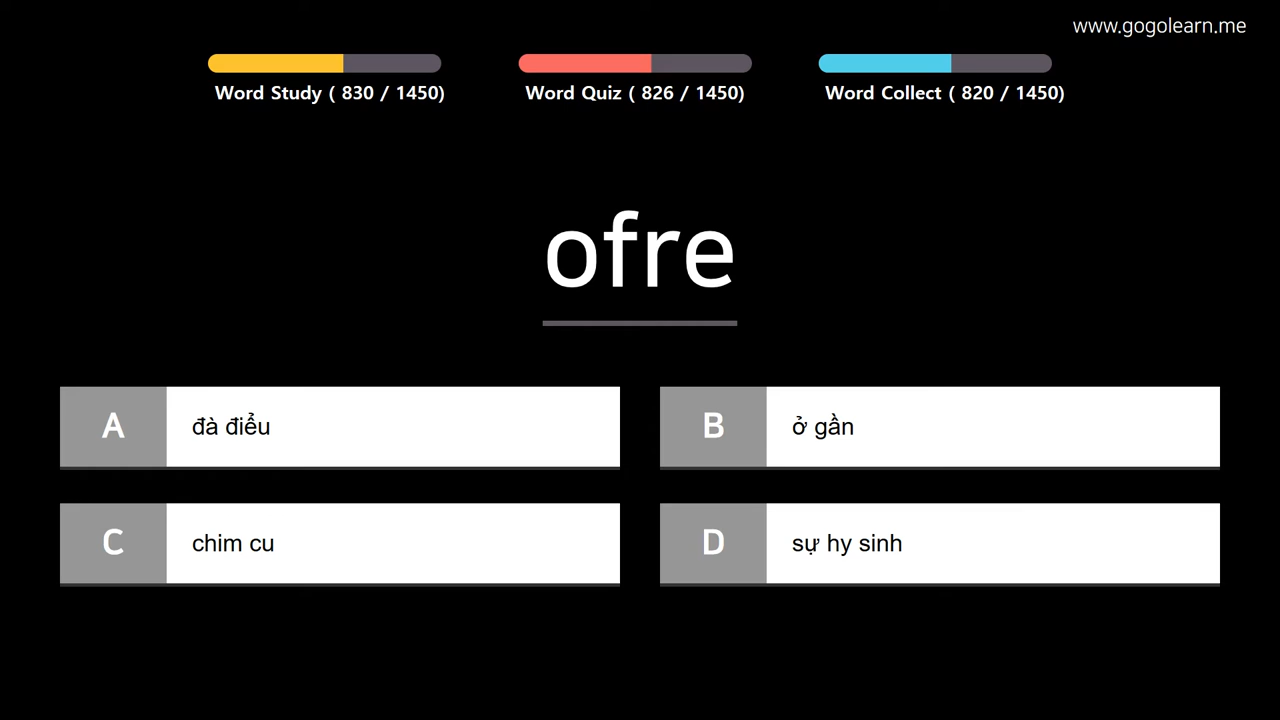 www.gogolearn.me
Word Study ( 830 / 1450)
Word Quiz ( 826 / 1450)
Word Collect ( 820 / 1450)
ofre
A
đà điểu
B
ở gần
C
chim cu
D
sự hy sinh